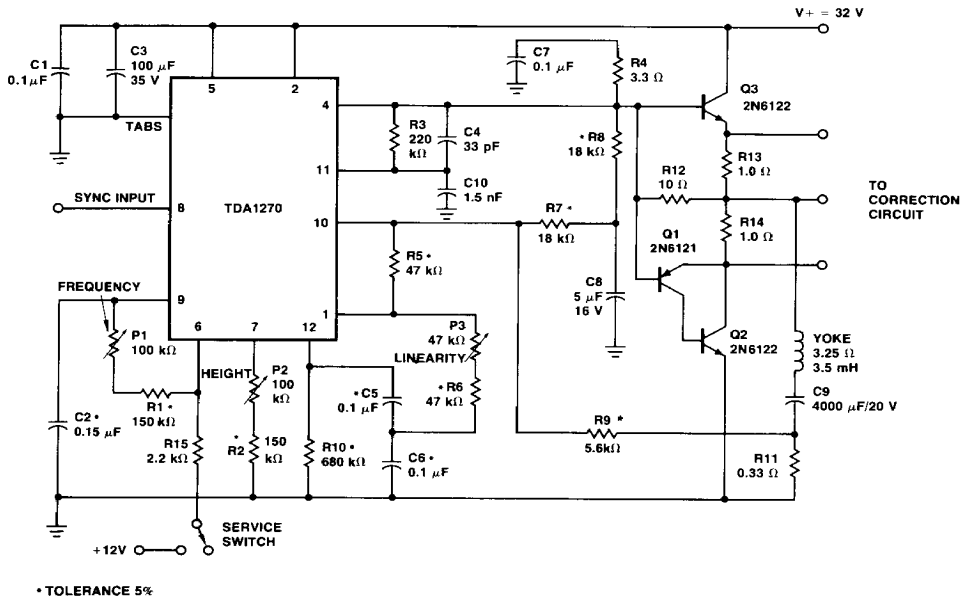 V+ = 32 V
C1
0.1 µF
C3
100 µF
35 V
5
2
C7
0.1 µF
R4
3.3 Ω
Q3
2N6122
TABS
4
R3
220
kΩ
C4
33 pF
* R8
18 kΩ
R13
1.0 Ω
11
R12
10 Ω
TO
CORRECTION
CIRCUIT
SYNC INPUT
8
TDA1270
C10
1.5 nF
10
R7 *
18 kΩ
R14
1.0 Ω
Q1
2N6121
R5 •
47 kΩ
FREQUENCY
9
C8
5 µF
16 V
P1
100 kΩ
6
7
12
1
P3
47 kΩ
LINEARITY
Q2
2N6122
YOKE
3.25 Ω
3.5 mH
HEIGHT
P2
100
kΩ
* C5
0.1 µF
* R6
47 kΩ
C9
4000 µF/20 V
R1 *
150 kΩ
C2 •
0.15 µF
R15
2.2 kΩ
*
R2
150
kΩ
R10 •
680 kΩ
C6 •
0.1 µF
R9 *
5.6kΩ
R11
0.33 Ω
SERVICE
SWITCH
+12V
• TOLERANCE 5%